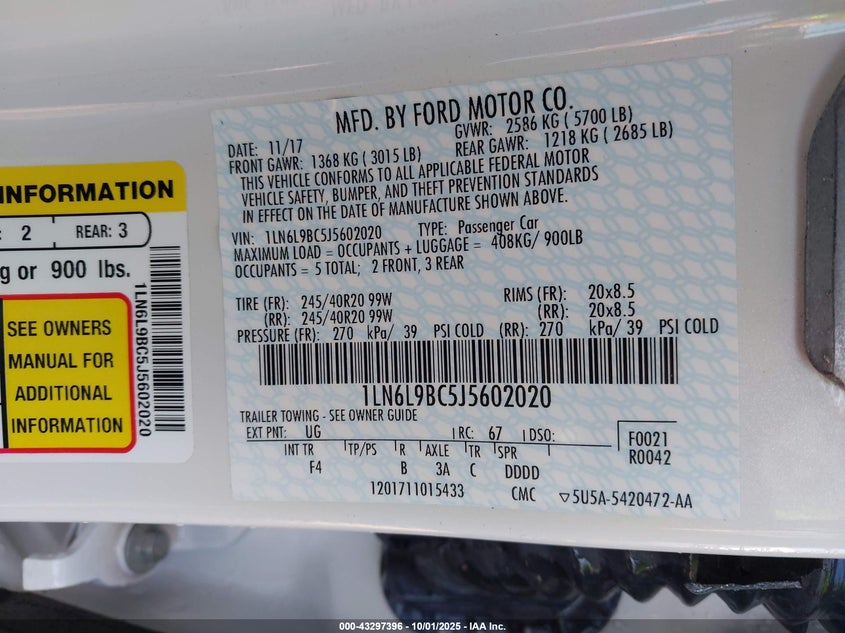 MFD. BY FORD MOTOR CO.
DATE: 11/17 GVWR: 2586 KG ( 5700 LB)
FRONT GAWR: 1368 KG ( 3015 LB) REAR GAWR: 1218 KG ( 2685 LB)
THIS VEHICLE CONFORMS TO ALL APPLICABLE FEDERAL MOTOR
VEHICLE SAFETY, BUMPER, AND THEFT PREVENTION STANDARDS
IN EFFECT ON THE DATE OF MANUFACTURE SHOWN ABOVE.
VIN: 1LN6L9BC5J5602020 TYPE: Passenger Car
MAXIMUM LOAD = OCCUPANTS + LUGGAGE = 408KG/ 900LB
OCCUPANTS = 5 TOTAL; 2 FRONT, 3 REAR
TIRE (FR): 245/40R20 99W RIMS (FR): 20x8.5
(RR): 245/40R20 99W (RR): 20x8.5
PRESSURE (FR): 270 kPa/ 39 PSI COLD (RR): 270 kPa/ 39 PSI COLD
1LN6L9BC5J5602020
TRAILER TOWING - SEE OWNER GUIDE
EXT PNT: UG RC: 67 DSO: F0021
R0042
INT TR TP/PS R AXLE TR SPR
F4 B 3A C DDDD
1201711015433 CMC 5U5A-5420472-AA
INFORMATION
: 2 REAR: 3
g or 900 lbs.
SEE OWNERS
MANUAL FOR
ADDITIONAL
INFORMATION
1LN6L9BC5J5602020
000-43297396 - 10/01/2025 - IAA Inc.